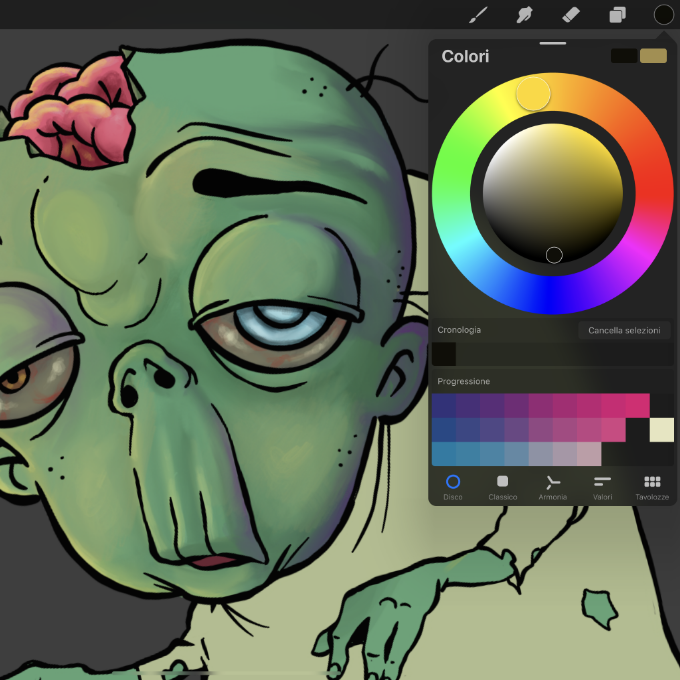 Colori
Cronologia
Cancella selezioni
Progressione
Disco
Classico
Armonia
Valori
Tavolozze